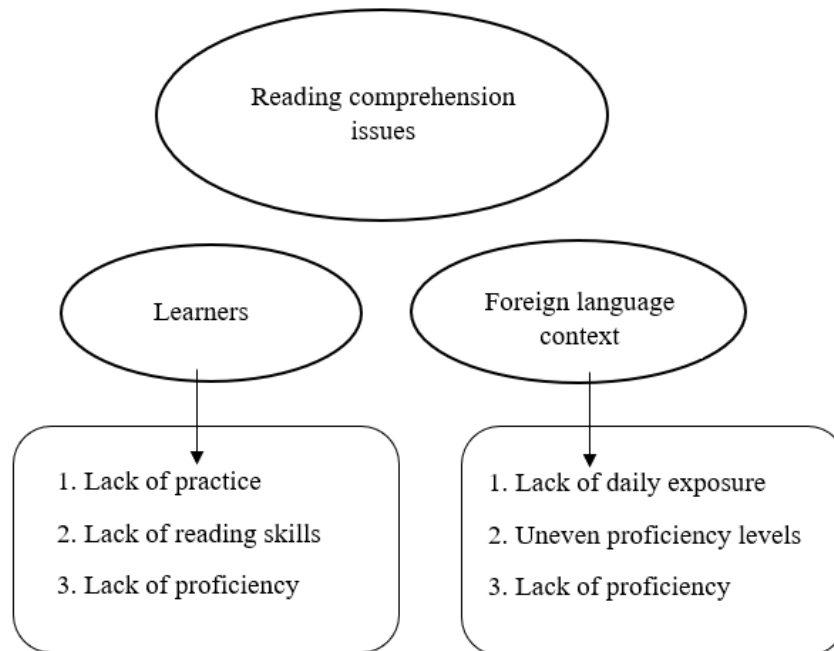 Reading comprehension
issues
Learners
Foreign language
context
1. Lack of practice
2. Lack of reading skills
3. Lack of proficiency
1. Lack of daily exposure
2. Uneven proficiency levels
3. Lack of proficiency